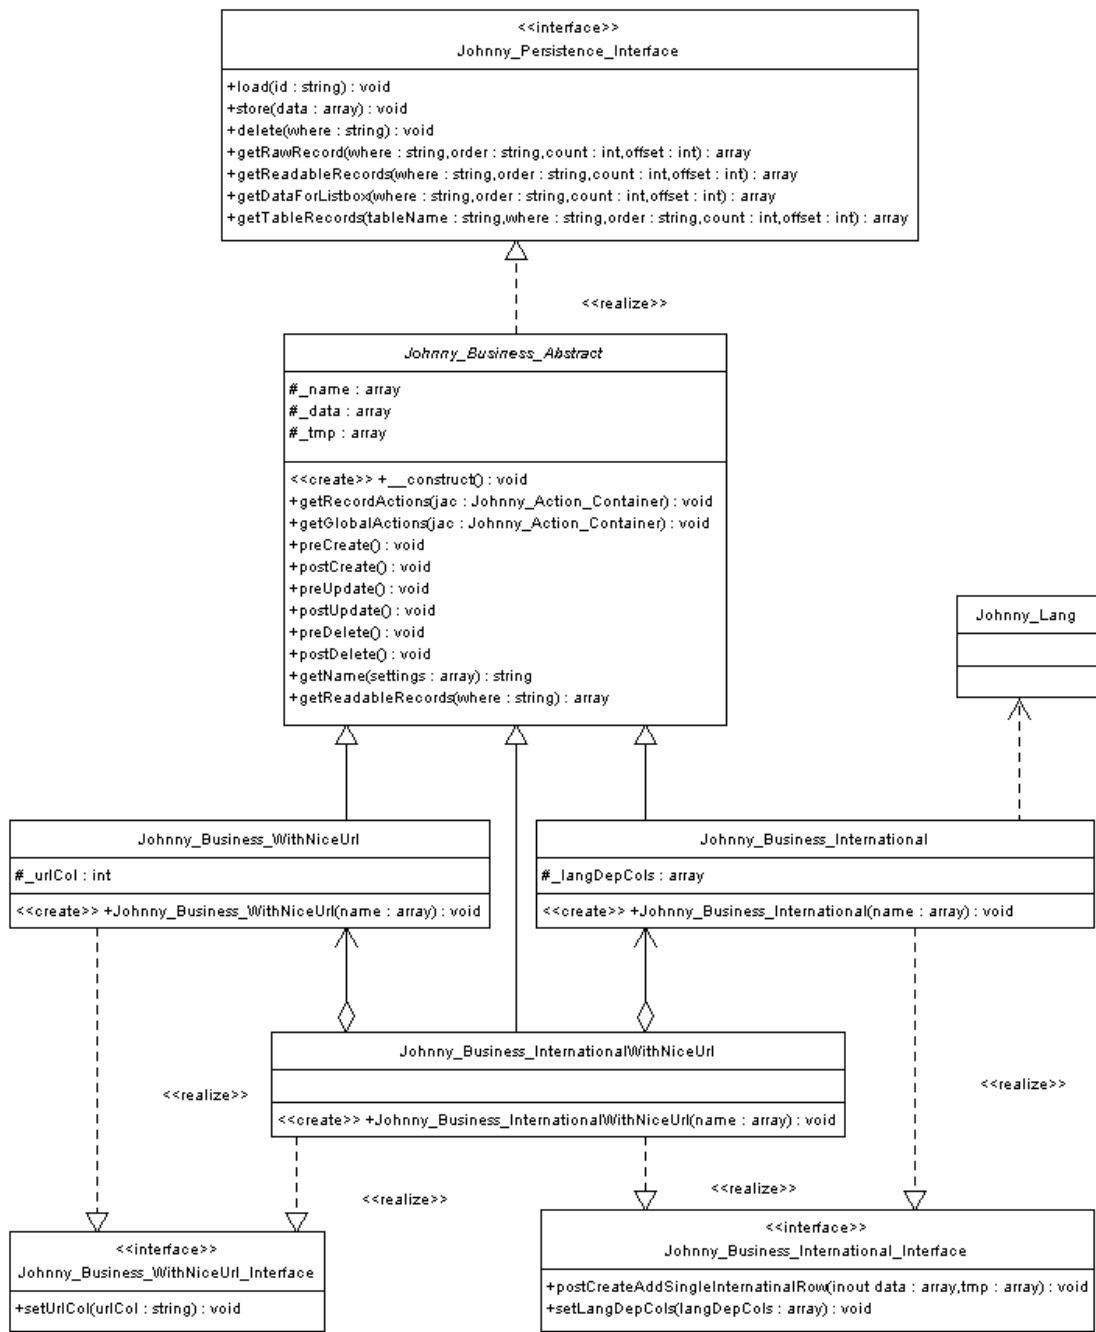 <<interface>>
Johnny_Persistence_Interface
+load(id : string) : void
+store(data : array) : void
+delete(where : string) : void
+getRawRecord(where : string,order : string,count : int,offset : int) : array
+getReadableRecords(where : string,order : string,count : int,offset : int) : array
+getDataForListbox(where : string,order : string,count : int,offset : int) : array
+getTableRecords(tableName : string,where : string,order : string,count : int,offset : int) : array
<<realize>>
Johnny_Business_Abstract
#_name : array
#_data : array
#_tmp : array
<<create>> +__construct() : void
+getRecordActions(jac : Johnny_Action_Container) : void
+getGlobalActions(jac : Johnny_Action_Container) : void
+preCreate() : void
+postCreate() : void
+preUpdate() : void
+postUpdate() : void
+preDelete() : void
+postDelete() : void
+getName(settings : array) : string
+getReadableRecords(where : string) : array
Johnny_Lang
Johnny_Business_WithNiceUrl
#_urlCol : int
<<create>> +Johnny_Business_WithNiceUrl(name : array) : void
Johnny_Business_International
#_langDepCols : array
<<create>> +Johnny_Business_International(name : array) : void
Johnny_Business_InternationalWithNiceUrl
<<create>> +Johnny_Business_InternationalWithNiceUrl(name : array) : void
<<realize>>
<<realize>>
<<realize>>
<<realize>>
<<interface>>
Johnny_Business_WithNiceUrl_Interface
+setUrlCol(urlCol : string) : void
<<interface>>
Johnny_Business_International_Interface
+postCreateAddSingleInternatinalRow(inout data : array,tmp : array) : void
+setLangDepCols(langDepCols : array) : void